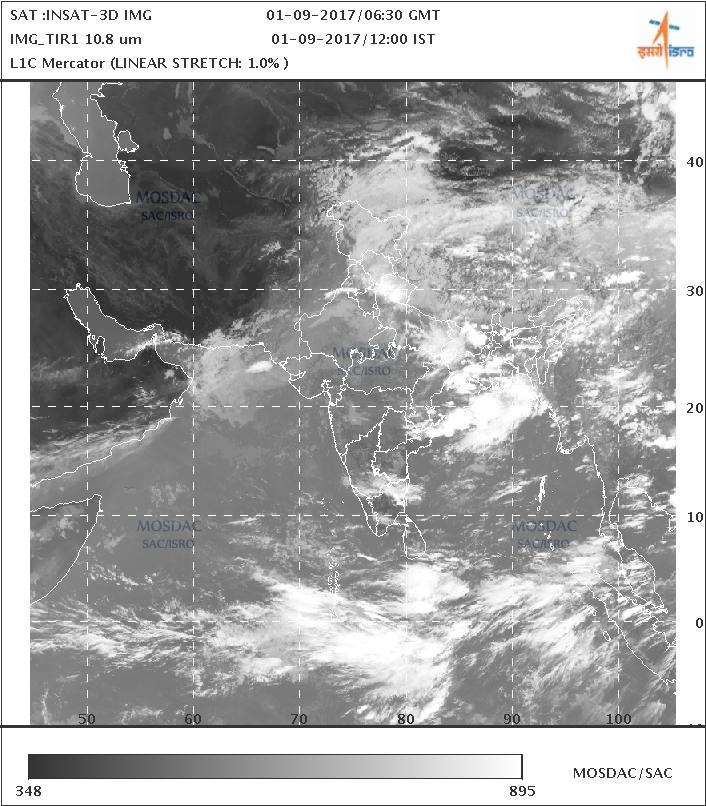 SAT :INSAT-3D IMG 01-09-2017/06:30 GMT
IMG_TIR1 10.8 um 01-09-2017/12:00 IST
L1C Mercator (LINEAR STRETCH: 1.0% )
इसरो isro
40
MOSDAC MOSDAC
SAC/ISRO SAC/ISRO
30
MOSDAC
SAC/ISRO
20
10
MOSDAC MOSDAC
SAC/ISRO SAC/ISRO
0
50 60 70 80 90 100
348 895
MOSDAC/SAC